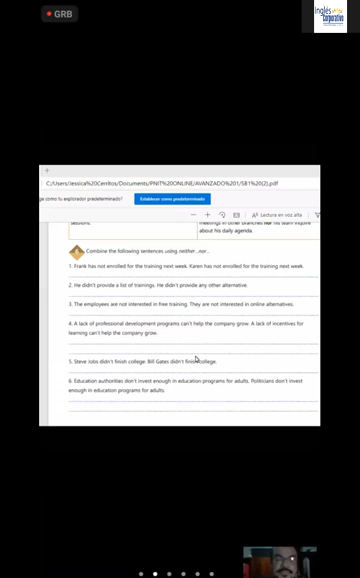 GRB
Inglés
Corporativo
C:/Users/Jessica%20Cerritos/Documents/PNIT%20ONLINE/AVANZADO%201/SB1%20(2).pdf
ge como tu explorador predeterminado?
Establecer como predeterminado
Lectura en voz alta
sessions.
meetings in other branches nor his team inquire
about his daily agenda.
Combine the following sentences using neither...nor...
1. Frank has not enrolled for the training next week. Karen has not enrolled for the training next week.
2. He didn't provide a list of trainings. He didn't provide any other alternative.
3. The employees are not interested in free training. They are not interested in online alternatives.
4. A lack of professional development programs can't help the company grow. A lack of incentives for
learning can't help the company grow.
5. Steve Jobs didn't finish college. Bill Gates didn't finish college.
6. Education authorities don't invest enough in education programs for adults. Politicians don't invest
enough in education programs for adults.